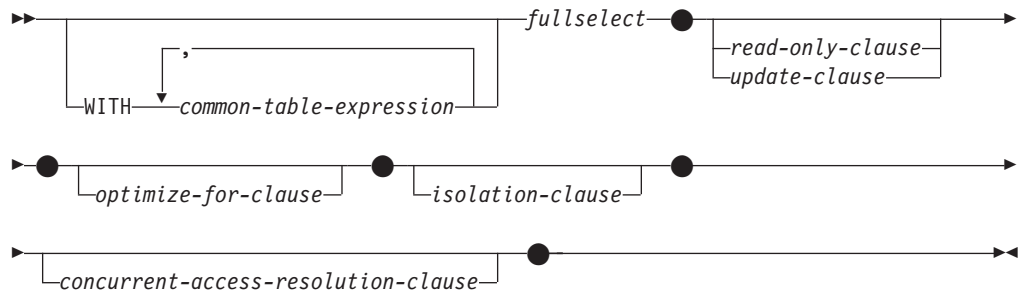 fullselect
read-only-clause
update-clause
,
WITH common-table-expression
optimize-for-clause isolation-clause
concurrent-access-resolution-clause